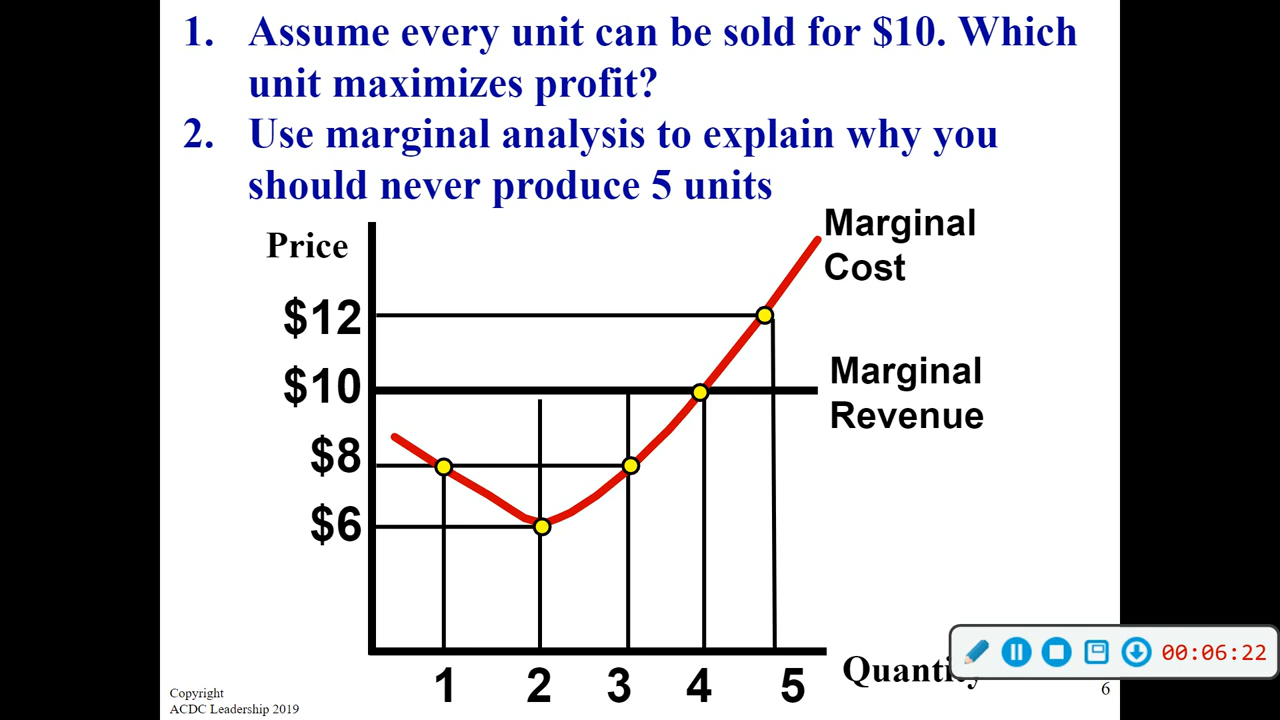 1. Assume every unit can be sold for $10. Which
unit maximizes profit?
2. Use marginal analysis to explain why you
should never produce 5 units
Price
Marginal
Cost
$12
$10
Marginal
Revenue
$8
$6
1 2 3 4 5
Quantity
00:06:22
Copyright
ACDC Leadership 2019
6